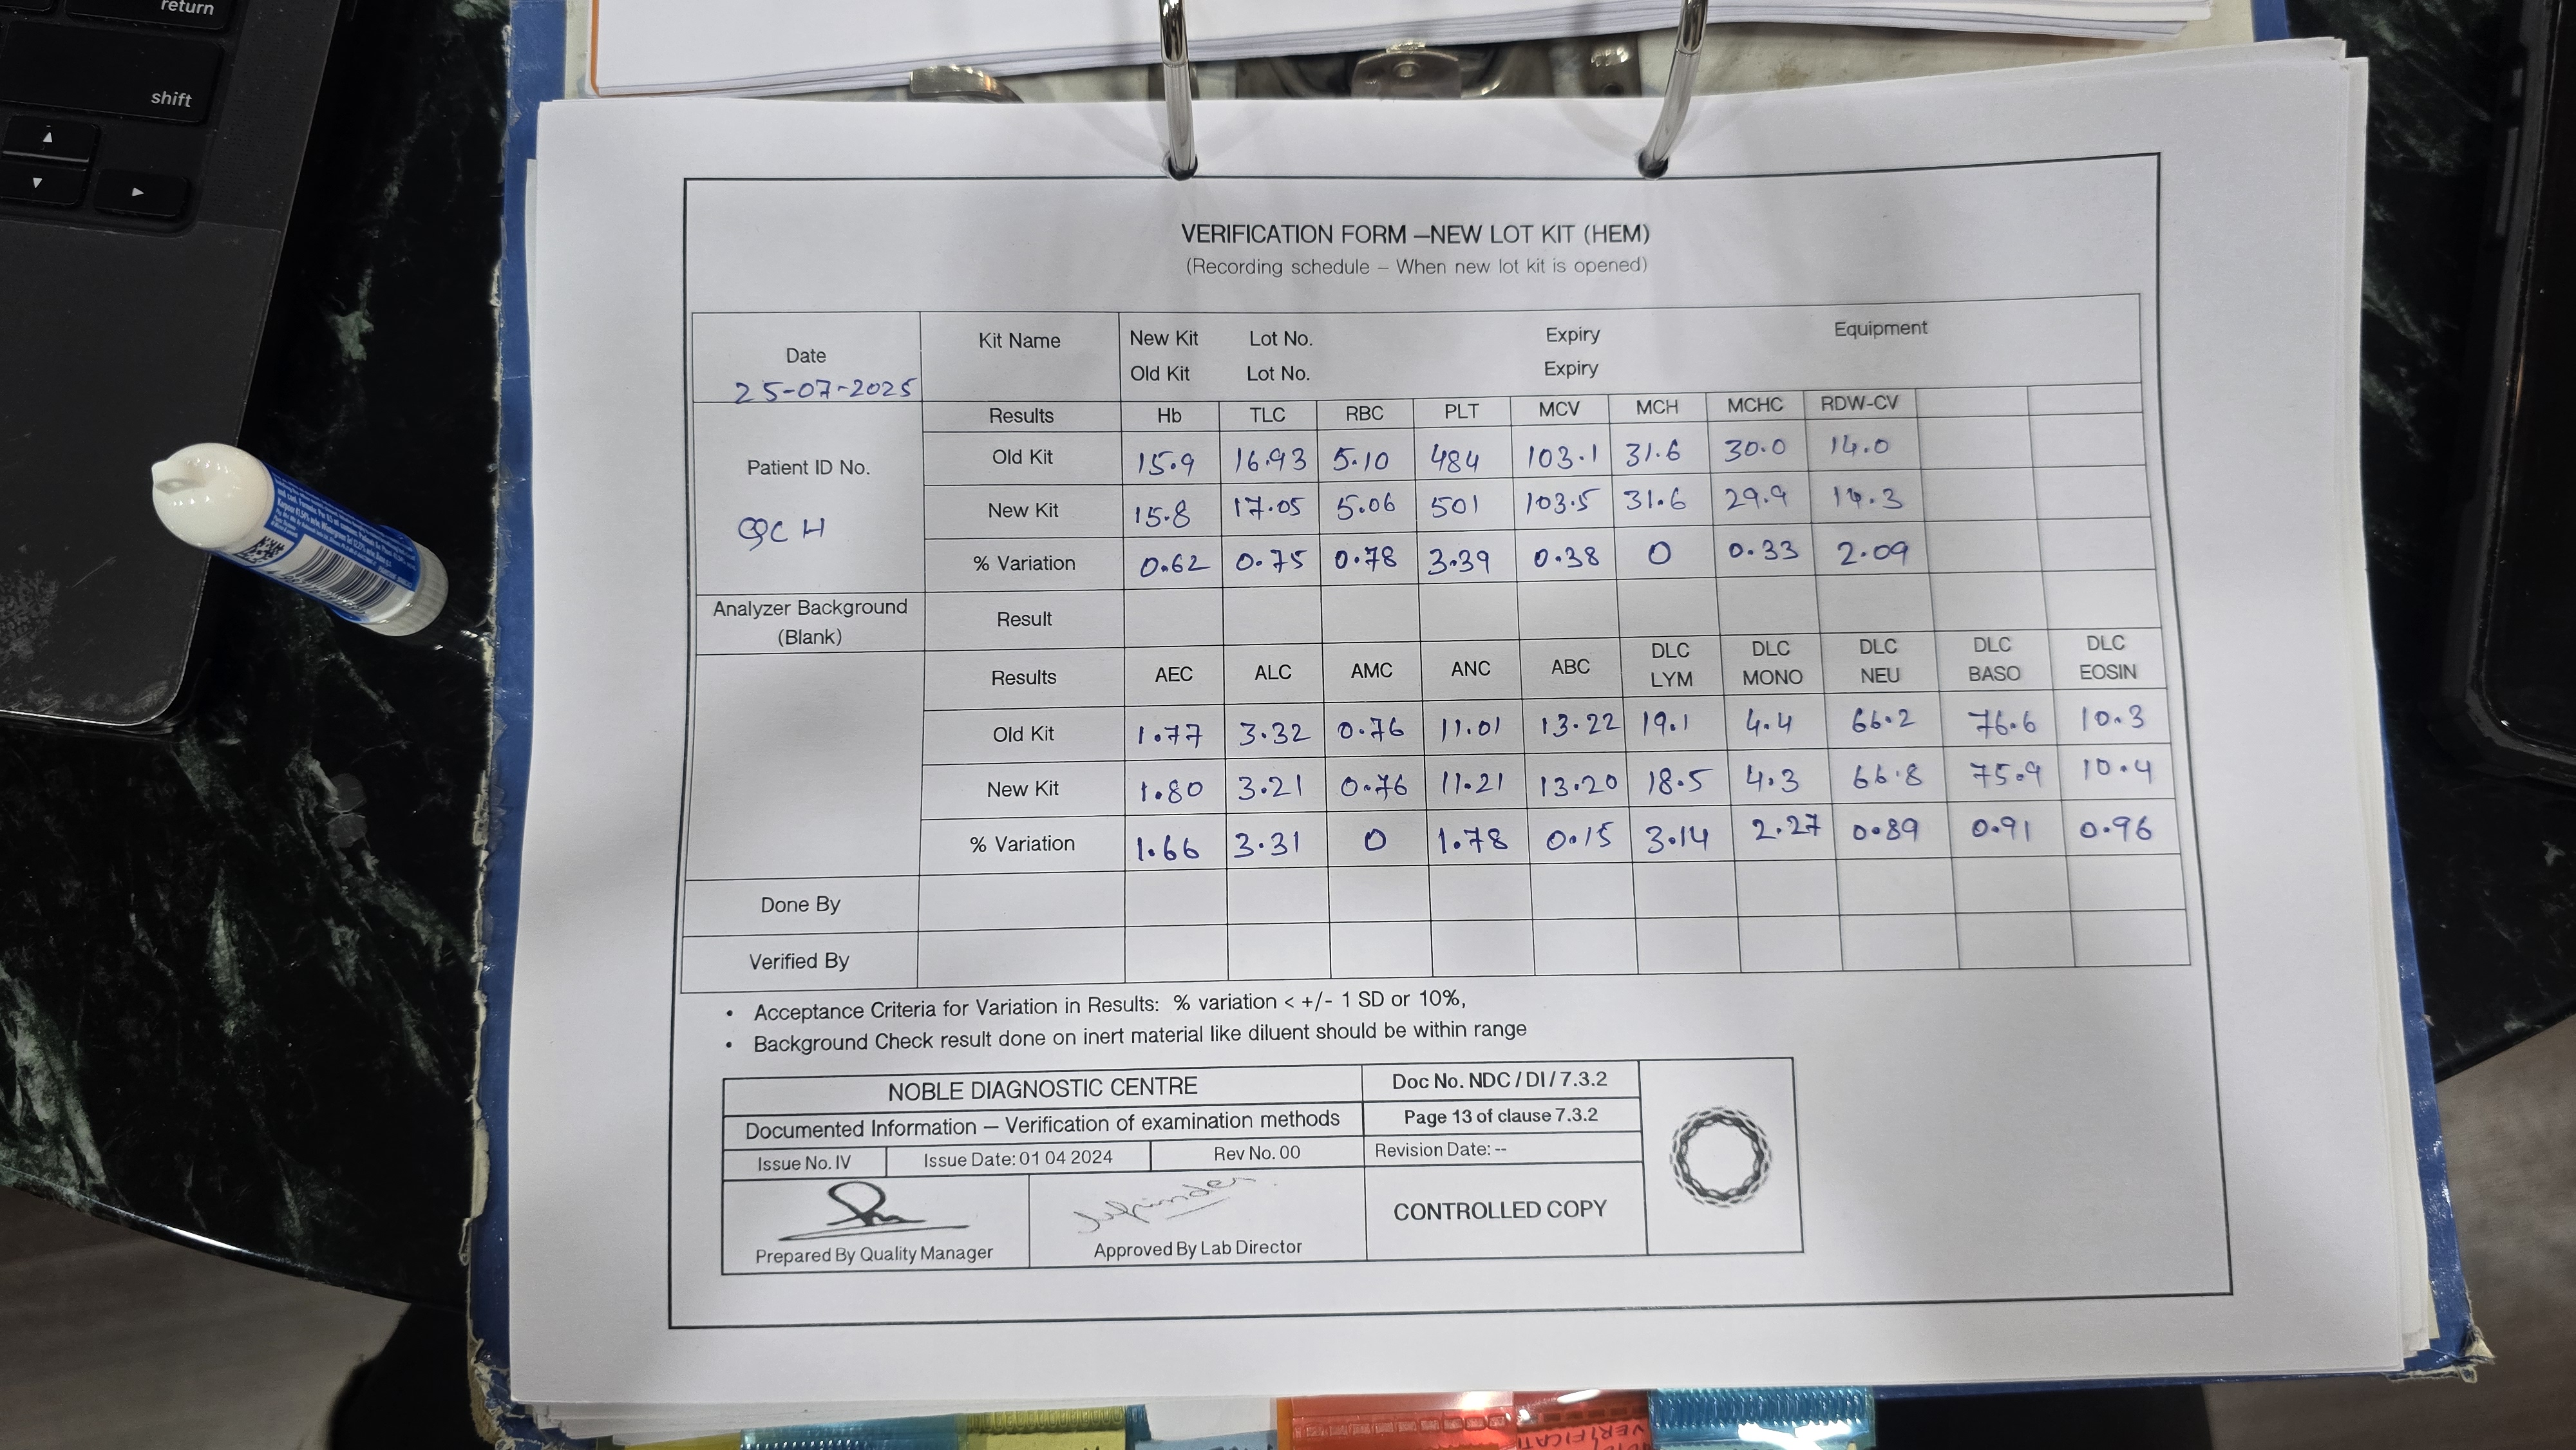 VERIFICATION FORM –NEW LOT KIT (HEM)
(Recording schedule – When new lot kit is opened)
Date Kit Name New Kit Lot No. Expiry Equipment
25-07-2025 Old Kit Lot No. Expiry
Patient ID No. Results Hb TLC RBC PLT MCV MCH MCHC RDW-CV
Old Kit 15.9 16.93 5.10 484 103.1 31.6 30.0 14.0
QC H New Kit 15.8 17.05 5.06 501 103.5 31.6 29.9 14.3
% Variation 0.62 0.75 0.78 3.39 0.38 0 0.33 2.09
Analyzer Background (Blank) Result
Results AEC ALC AMC ANC ABC DLC LYM DLC MONO DLC NEU DLC BASO DLC EOSIN
Old Kit 1.77 3.32 0.76 11.01 13.22 19.1 4.4 66.2 76.6 10.3
New Kit 1.80 3.21 0.76 11.21 13.20 18.5 4.3 66.8 75.9 10.4
% Variation 1.66 3.31 0 1.78 0.15 3.14 2.27 0.89 0.91 0.96
Done By
Verified By
• Acceptance Criteria for Variation in Results: % variation < +/- 1 SD or 10%,
• Background Check result done on inert material like diluent should be within range
NOBLE DIAGNOSTIC CENTRE Doc No. NDC / DI / 7.3.2
Documented Information – Verification of examination methods Page 13 of clause 7.3.2
Issue No. IV Issue Date: 01 04 2024 Rev No. 00 Revision Date: --
Prepared By Quality Manager Approved By Lab Director CONTROLLED COPY
shift
return